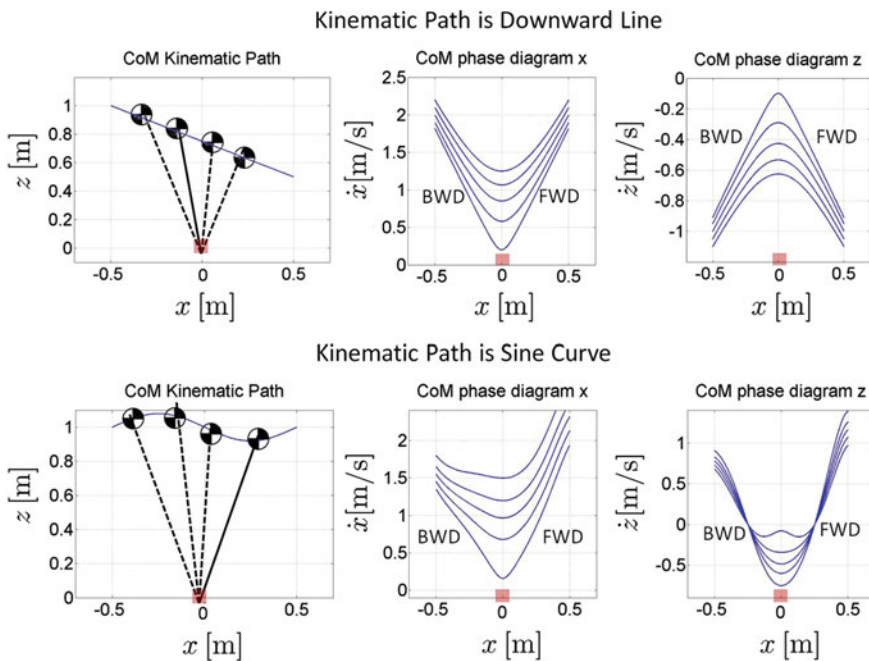 Kinematic Path is Downward Line
CoM Kinematic Path
CoM phase diagram x
CoM phase diagram z
z [m]
1
0.8
0.6
0.4
0.2
0
-0.5
0
0.5
x [m]
ẋ [m/s]
2.5
2
1.5
1
0.5
0
BWD
FWD
-0.5
0
0.5
x [m]
ż [m/s]
0
-0.2
-0.4
-0.6
-0.8
-1
BWD
FWD
-0.5
0
0.5
x [m]
Kinematic Path is Sine Curve
CoM Kinematic Path
CoM phase diagram x
CoM phase diagram z
z [m]
1
0.8
0.6
0.4
0.2
0
-0.5
0
0.5
x [m]
ẋ [m/s]
2
1.5
1
0.5
0
BWD
FWD
-0.5
0
0.5
x [m]
ż [m/s]
1
0.5
0
-0.5
BWD
FWD
-0.5
0
0.5
x [m]